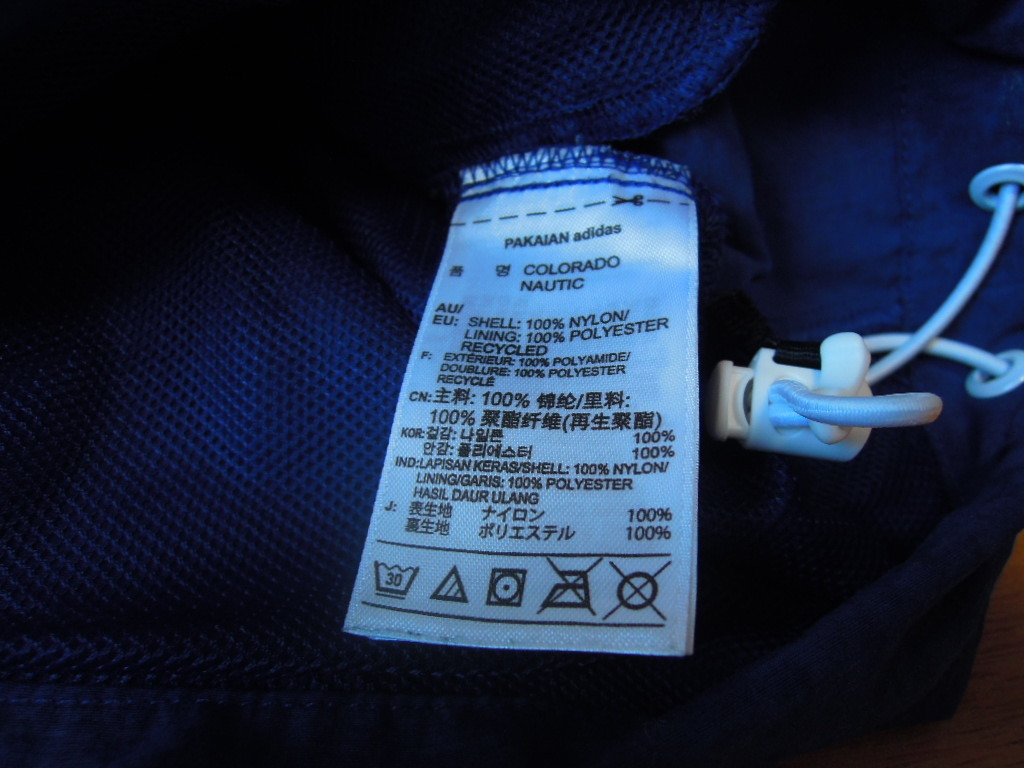 PAKAIAN adidas
품 명 COLORADO
NAUTIC
AU/
EU: SHELL: 100% NYLON/
LINING: 100% POLYESTER
RECYCLED
F: EXTÉRIEUR: 100% POLYAMIDE/
DOUBLURE: 100% POLYESTER
RECYCLÉ
CN: 主料: 100% 锦纶/里料:
100% 聚酯纤维(再生聚酯)
KOR: 겉감: 나일론 100%
안감: 폴리에스터 100%
IND: LAPISAN KERAS/SHELL: 100% NYLON/
LINING/GARIS: 100% POLYESTER
HASIL DAUR ULANG
J: 表生地 ナイロン 100%
裏生地 ポリエステル 100%
30